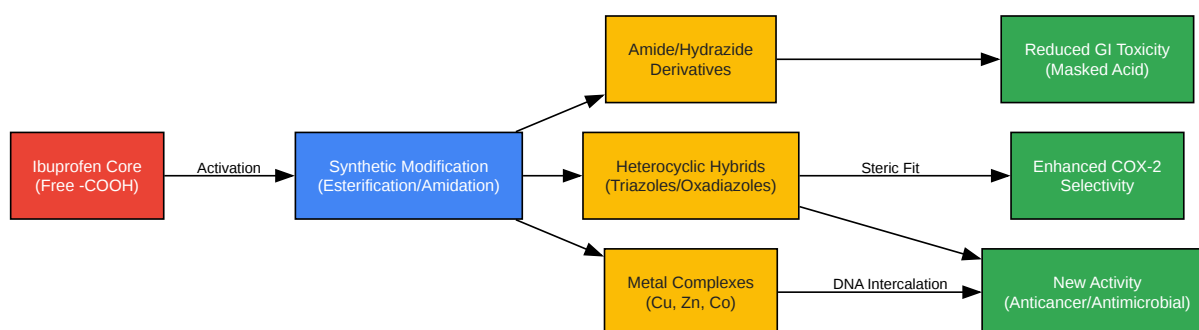 Ibuprofen Core
(Free -COOH)
Activation
Synthetic Modification
(Esterification/Amidation)
Amide/Hydrazide
Derivatives
Reduced GI Toxicity
(Masked Acid)
Heterocyclic Hybrids
(Triazoles/Oxadiazoles)
Steric Fit
Enhanced COX-2
Selectivity
Metal Complexes
(Cu, Zn, Co)
DNA Intercalation
New Activity
(Anticancer/Antimicrobial)